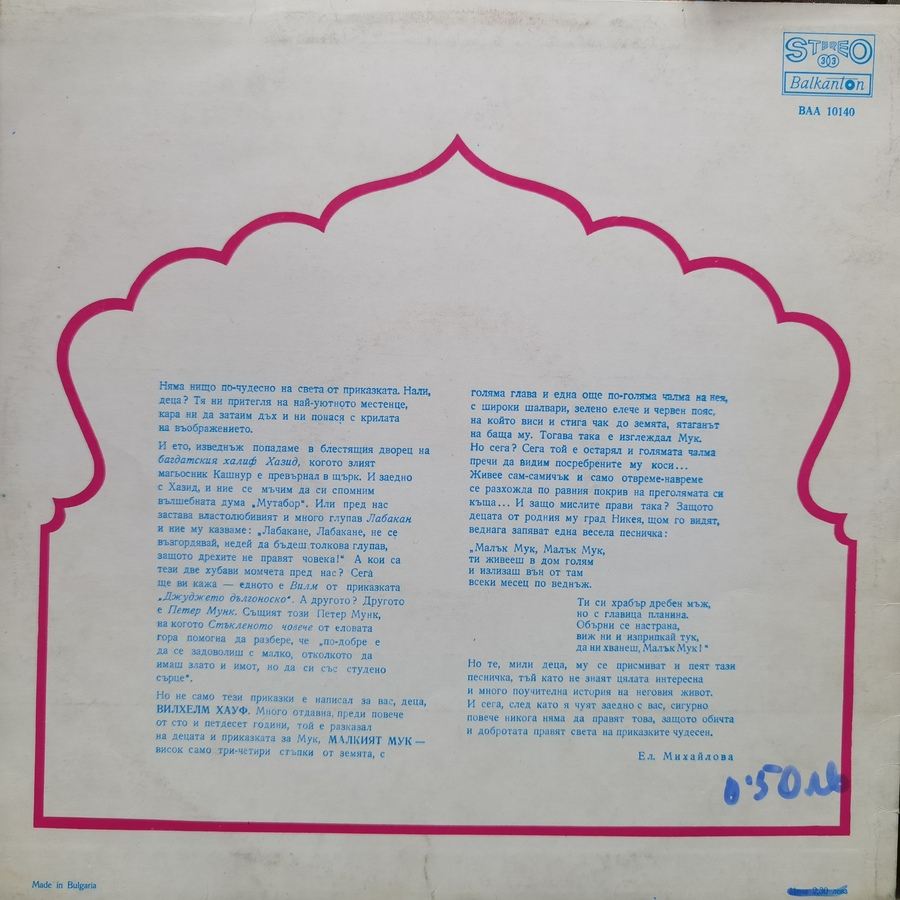 STEREO
33
Balkanton
BAA 10140
Няма нищо по-чудесно на света от приказката. Нали,
деца? Тя ни притегля на най-уютното местенце,
кара ни да затаим дъх и ни понася с крилата
на въображението.
И ето, изведнъж попадаме в блестящия дворец на
багдатския халиф Хазид, когото злият
магьосник Кашнур е превърнал в щърк. И заедно
с Хазид, и ние се мъчим да си спомним
вълшебната дума „Мутабор“. Или пред нас
застава властолюбивият и много глупав Лабакан
и ние му казваме: „Лабакане, Лабакане, не се
възгордявай, недей да бъдеш толкова глупав,
защото дрехите не правят човека!“ А кои са
тези две хубави момчета пред нас? Сега
ще ви кажа — едното е Вилм от приказката
„Джуджето дългоноско“. А другото? Другото
е Петер Мунк. Същият този Петер Мунк,
на когото Стъкленото човече от еловата
гора помогна да разбере, че „по-добре е
да се задоволиш с малко, отколкото да
имаш злато и имот, но да си със студено
сърце“.
Но не само тези приказки е написал за вас, деца,
ВИЛХЕЛМ ХАУФ. Много отдавна, преди повече
от сто и петдесет години, той е разказал
на децата и приказката за Мук, МАЛКИЯТ МУК —
висок само три-четири стъпки от земята, с
голяма глава и една още по-голяма чалма на нея,
с широки шалвари, зелено елече и червен пояс,
на който виси и стига чак до земята, ятаганът
на баща му. Тогава така е изглеждал Мук.
Но сега? Сега той е остарял и голямата чалма
пречи да видим посребрените му коси...
Живее сам-самичък и само отвреме-навреме
се разхожда по равния покрив на преголямата си
къща... И защо мислите прави така? Защото
децата от родния му град Никея, щом го видят,
веднага запяват една весела песничка:
„Малък Мук, Малък Мук,
ти живееш в дом голям
и излизаш вън от там
всеки месец по веднъж.
Ти си храбър дребен мъж,
но с главица планина.
Обърни се настрана,
виж ни и изприпкай тук,
да ни хванеш, Малък Мук!“
Но те, мили деца, му се присмиват и пеят тази
песничка, тъй като не знаят цялата интересна
и много поучителна история на неговия живот.
И сега, след като я чуят заедно с вас, сигурно
повече никога няма да правят това, защото обичта
и добротата правят света на приказките чудесен.
Ел. Михайлова
0.50 лв
Made in Bulgaria
2,30 лева